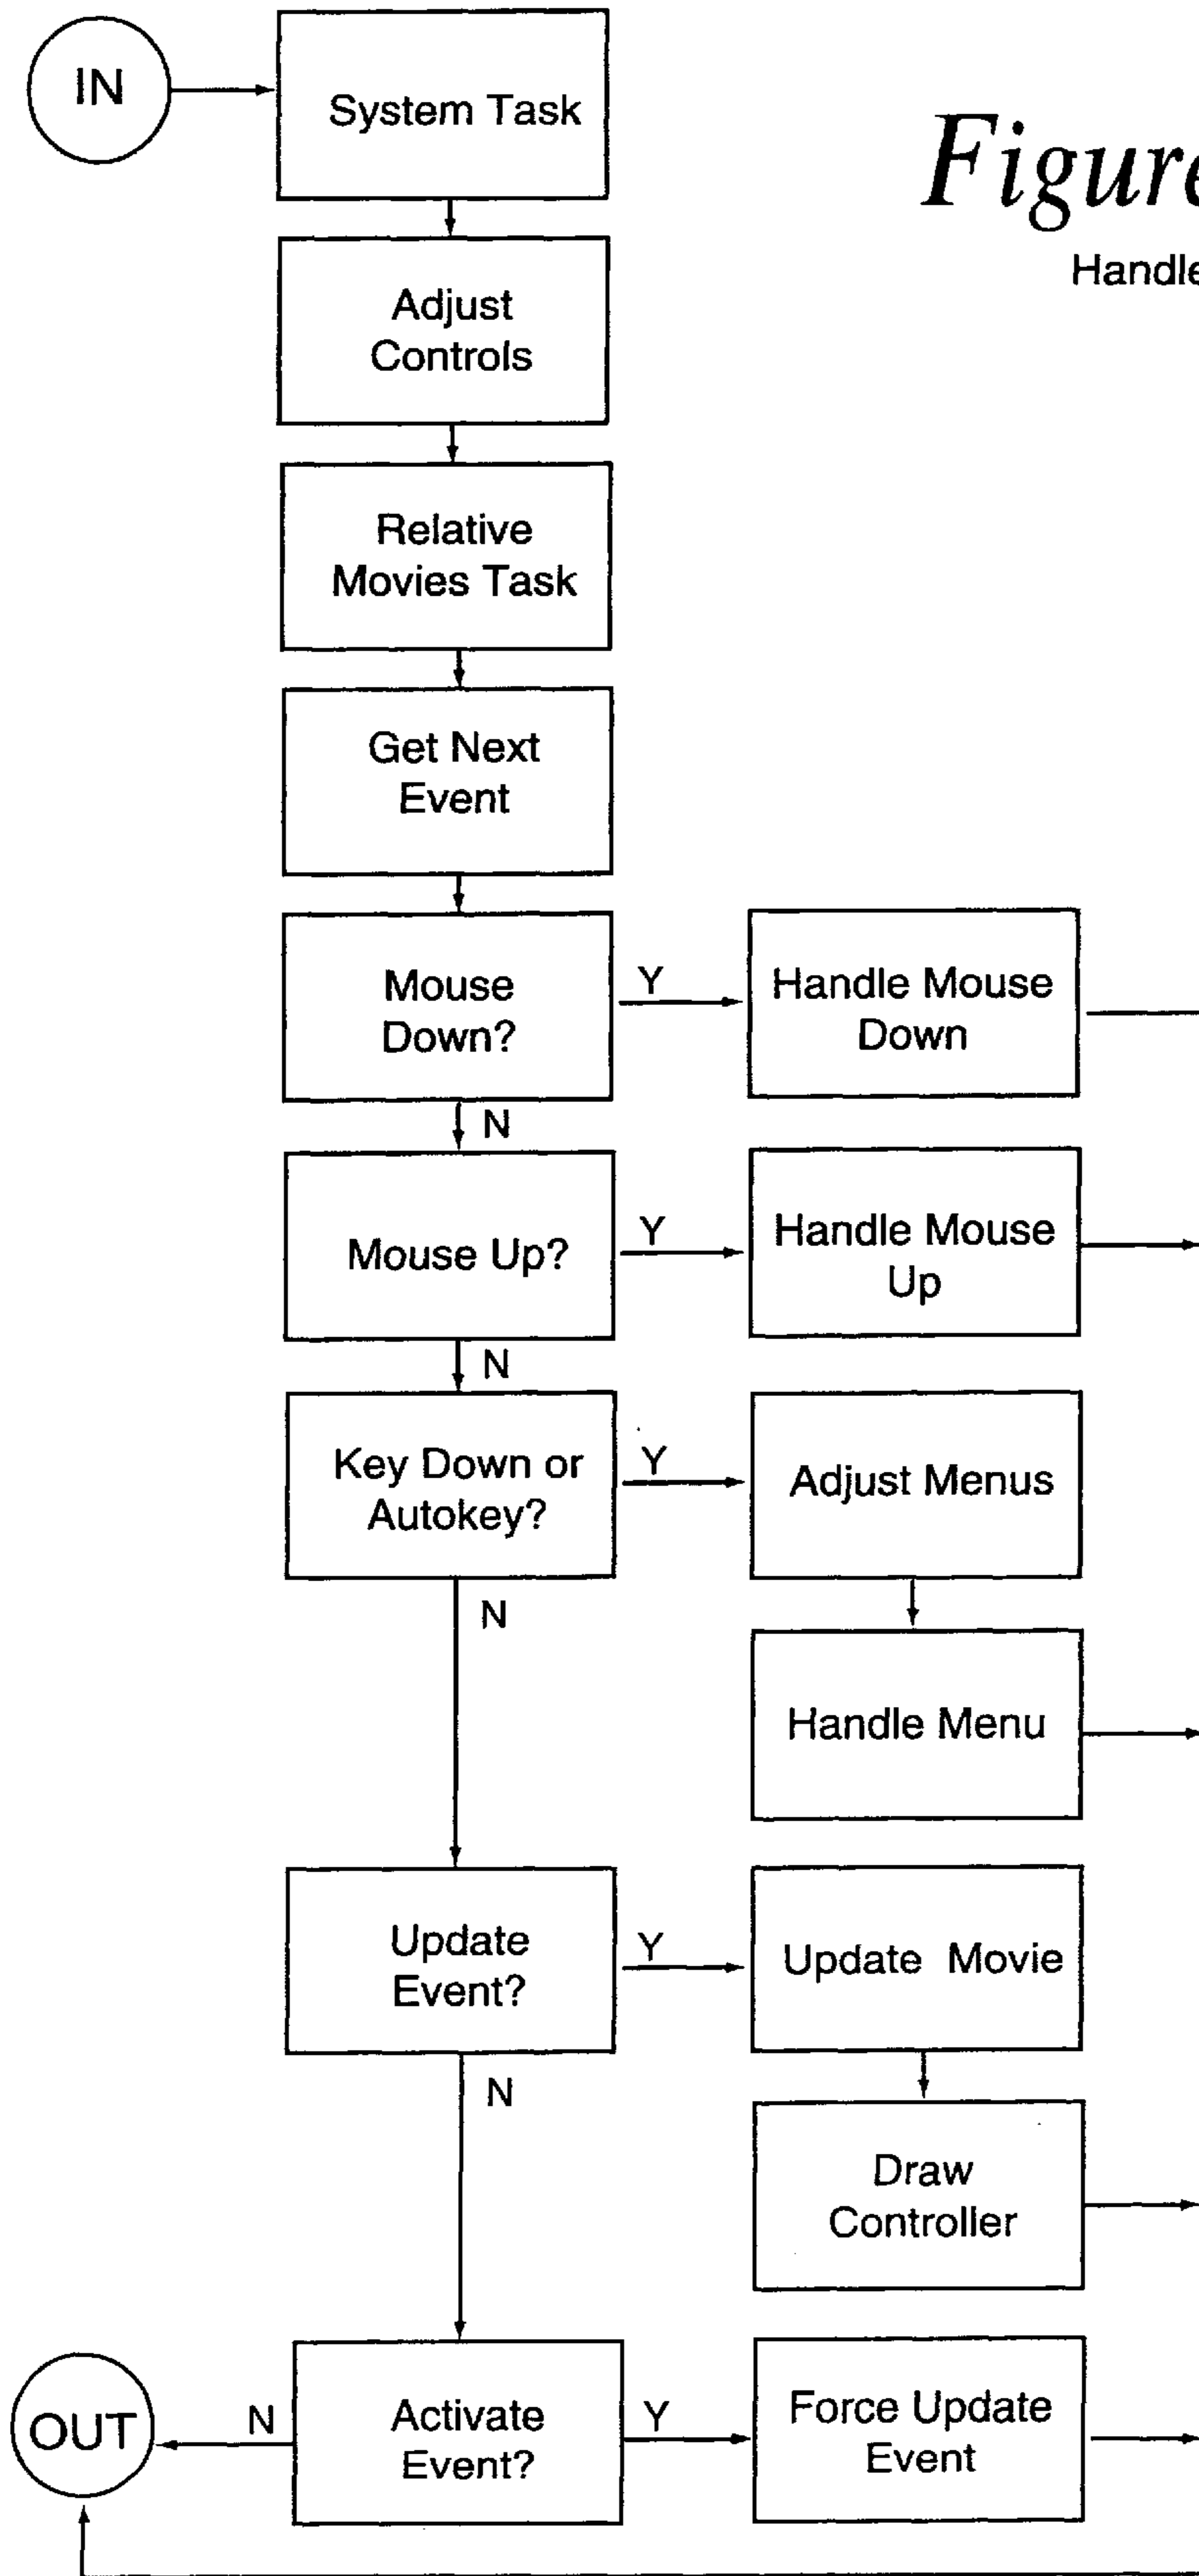 IN
System Task
Figure
Handle
Adjust
Controls
Relative
Movies Task
Get Next
Event
Mouse
Down?
Y
Handle Mouse
Down
N
Mouse Up?
Y
Handle Mouse
Up
N
Key Down or
Autokey?
Y
Adjust Menus
N
Handle Menu
Update
Event?
Y
Update Movie
N
Draw
Controller
OUT
N
Activate
Event?
Y
Force Update
Event